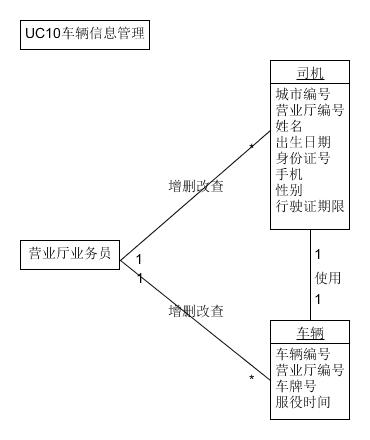 UC10车辆信息管理
司机
城市编号
营业厅编号
姓名
出生日期
身份证号
手机
性别
行驶证期限
*
增删改查
营业厅业务员
1
1
增删改查
*
1
使用
1
车辆
车辆编号
营业厅编号
车牌号
服役时间